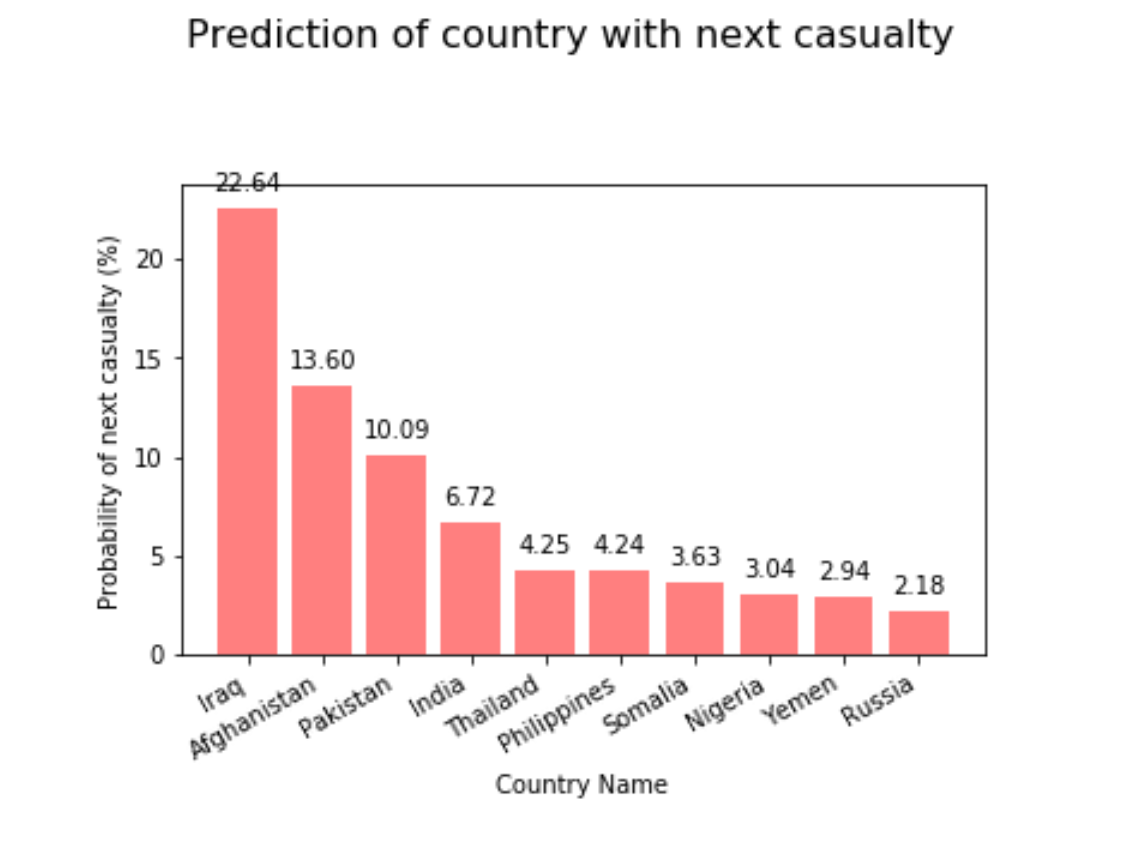 Prediction of country with next casualty
22.64
13.60
10.09
6.72
4.25
4.24
3.63
3.04
2.94
2.18
Probability of next casualty (%)
20
15
10
5
0
Iraq
Afghanistan
Pakistan
India
Thailand
Philippines
Somalia
Nigeria
Yemen
Russia
Country Name